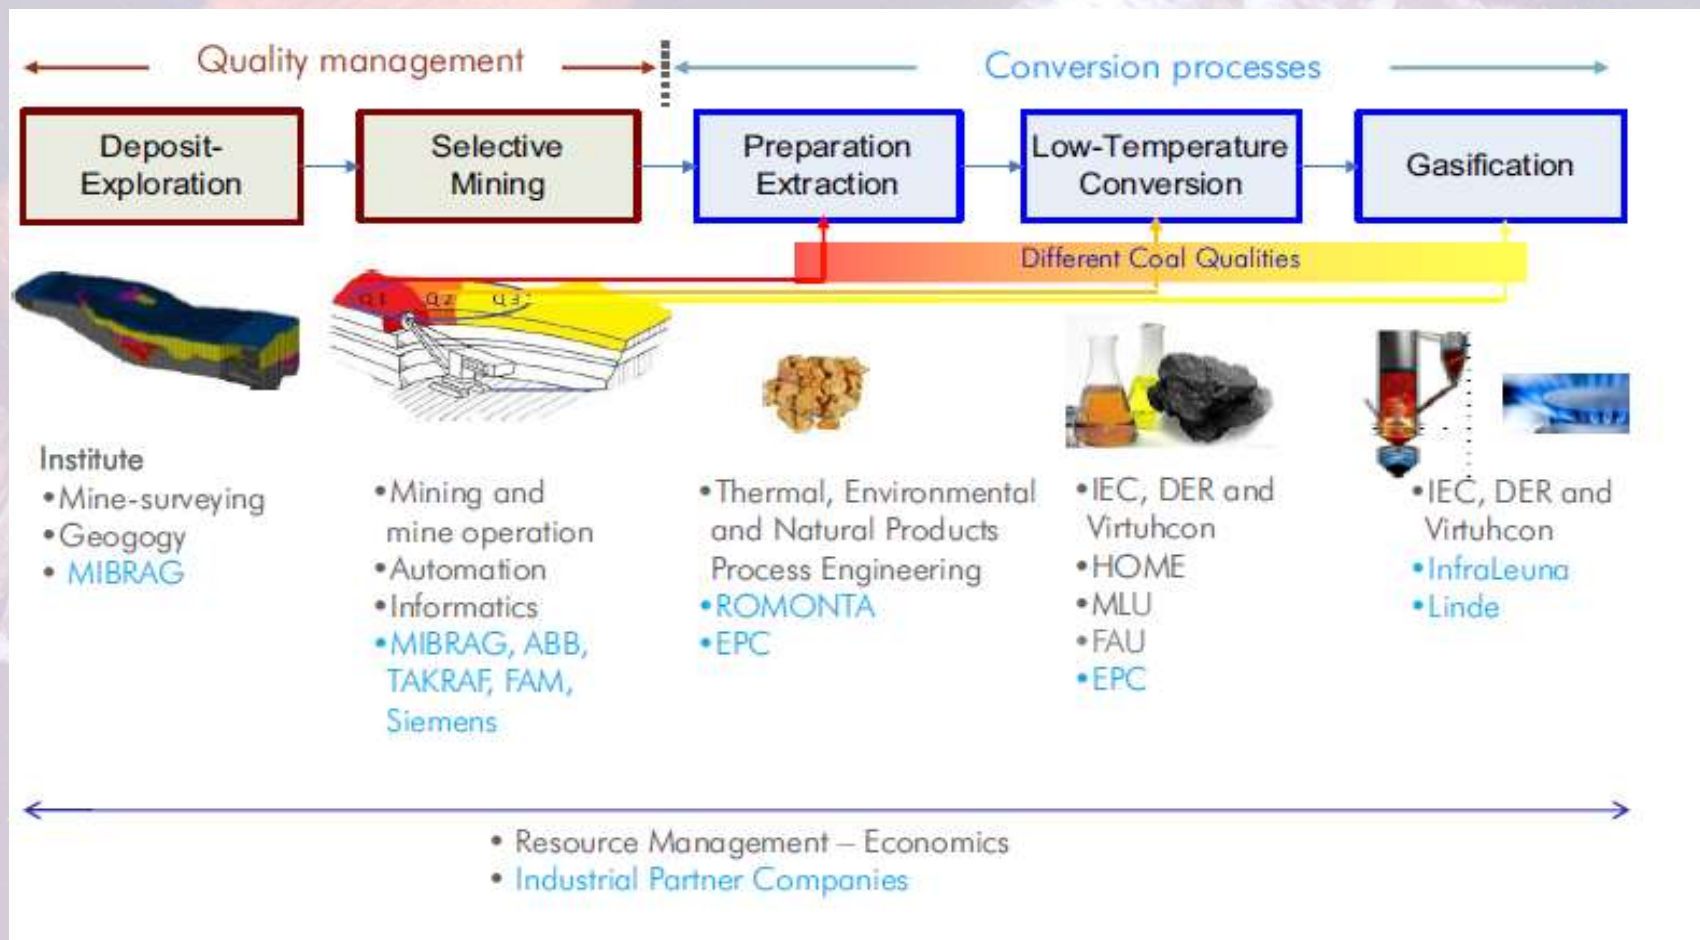 Quality management
Conversion processes
Deposit-
Exploration
Selective
Mining
Preparation
Extraction
Low-Temperature
Conversion
Gasification
Different Coal Qualities
Q 1
Q 2
Q 3
Institute
•Mine-surveying
•Geogogy
• MIBRAG
•Mining and
mine operation
•Automation
•Informatics
•MIBRAG, ABB,
TAKRAF, FAM,
Siemens
•Thermal, Environmental
and Natural Products
Process Engineering
•ROMONTA
•EPC
•IEC, DER and
Virtuhcon
•HOME
•MLU
•FAU
•EPC
•IEC, DER and
Virtuhcon
•InfraLeuna
•Linde
• Resource Management – Economics
• Industrial Partner Companies